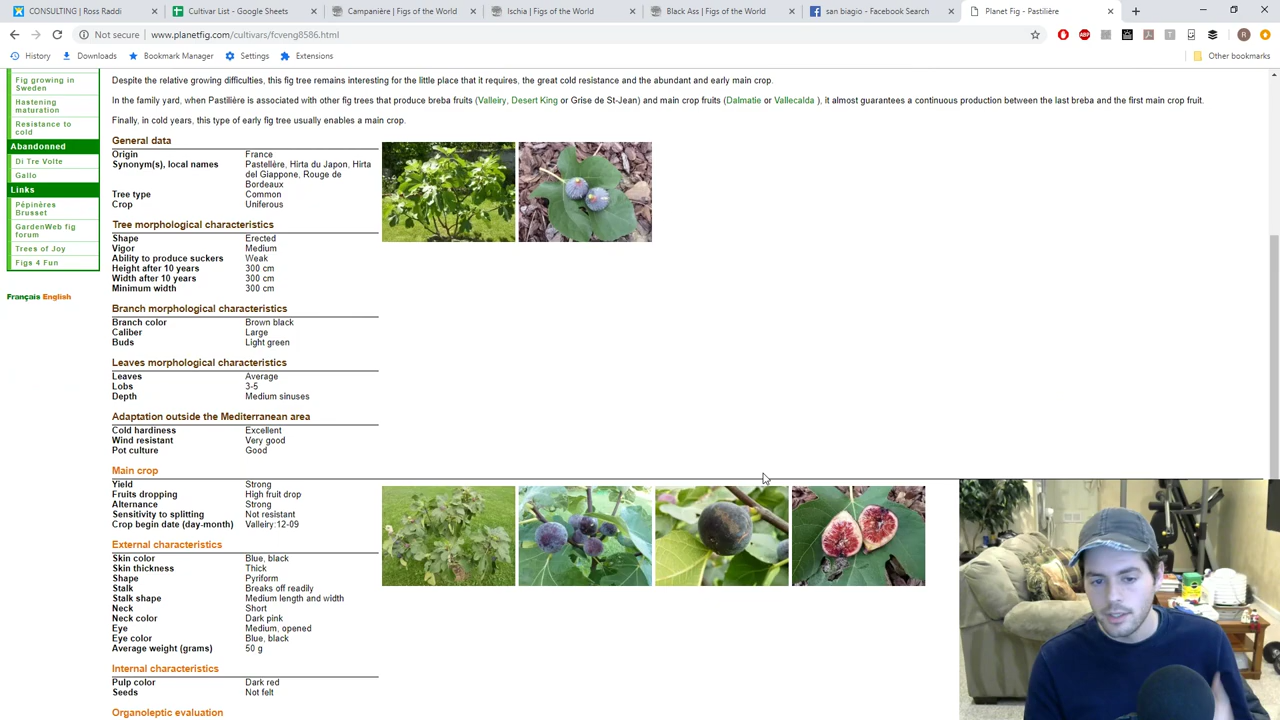 CONSULTING | Ross Raddi
Cultivar List - Google Sheets
Campanière | Figs of the World
Ischia | Figs of the World
Black Ass | Figs of the World
san biagio - Facebook Search
Planet Fig - Pastilière
Not secure | www.planetfig.com/cultivars/fcveng8586.html
History Downloads Bookmark Manager Settings Extensions Other bookmarks
Fig growing in
Sweden
Hastening
maturation
Resistance to
cold
Abandonned
Di Tre Volte
Gallo
Links
Pépinères
Brusset
GardenWeb fig
forum
Trees of Joy
Figs 4 Fun
Français English
Despite the relative growing difficulties, this fig tree remains interesting for the little place that it requires, the great cold resistance and the abundant and early main crop.
In the family yard, when Pastilière is associated with other fig trees that produce breba fruits (Valleiry, Desert King or Grise de St-Jean) and main crop fruits (Dalmatie or Vallecalda ), it almost guarantees a continuous production between the last breba and the first main crop fruit.
Finally, in cold years, this type of early fig tree usually enables a main crop.
General data
Origin France
Synonym(s), local names Pastellère, Hirta du Japon, Hirta
del Giappone, Rouge de
Bordeaux
Tree type Common
Crop Uniferous
Tree morphological characteristics
Shape Erected
Vigor Medium
Ability to produce suckers Weak
Height after 10 years 300 cm
Width after 10 years 300 cm
Minimum width 300 cm
Branch morphological characteristics
Branch color Brown black
Caliber Large
Buds Light green
Leaves morphological characteristics
Leaves Average
Lobs 3-5
Depth Medium sinuses
Adaptation outside the Mediterranean area
Cold hardiness Excellent
Wind resistant Very good
Pot culture Good
Main crop
Yield Strong
Fruits dropping High fruit drop
Alternance Strong
Sensitivity to splitting Not resistant
Crop begin date (day-month) Valleiry:12-09
External characteristics
Skin color Blue, black
Skin thickness Thick
Shape Pyriform
Stalk Breaks off readily
Stalk shape Medium length and width
Neck Short
Neck color Dark pink
Eye Medium, opened
Eye color Blue, black
Average weight (grams) 50 g
Internal characteristics
Pulp color Dark red
Seeds Not felt
Organoleptic evaluation